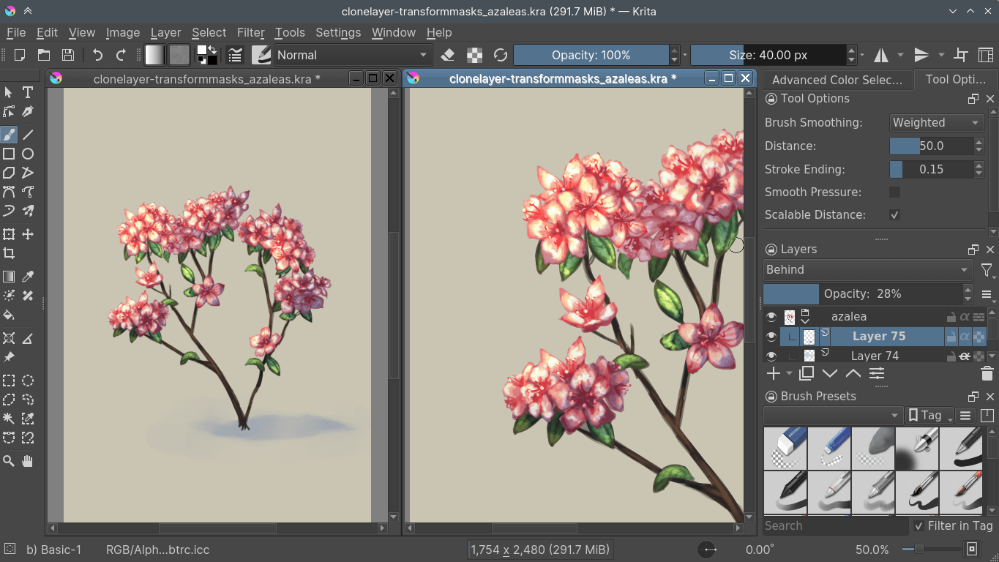 clonelayer-transformmasks_azaleas.kra (291.7 MiB) * — Krita
File Edit View Image Layer Select Filter Tools Settings Window Help
Normal
Opacity: 100%
Size: 40.00 px
clonelayer-transformmasks_azaleas.kra *
clonelayer-transformmasks_azaleas.kra *
Advanced Color Selec...
Tool Opti...
Tool Options
Brush Smoothing: Weighted
Distance: 50.0
Stroke Ending: 0.15
Smooth Pressure:
Scalable Distance:
Layers
Behind
Opacity: 28%
azalea
Layer 75
Layer 74
Brush Presets
Tag
Search
Filter in Tag
b) Basic-1
RGB/Alph...btrc.icc
1,754 x 2,480 (291.7 MiB)
0.00°
50.0%